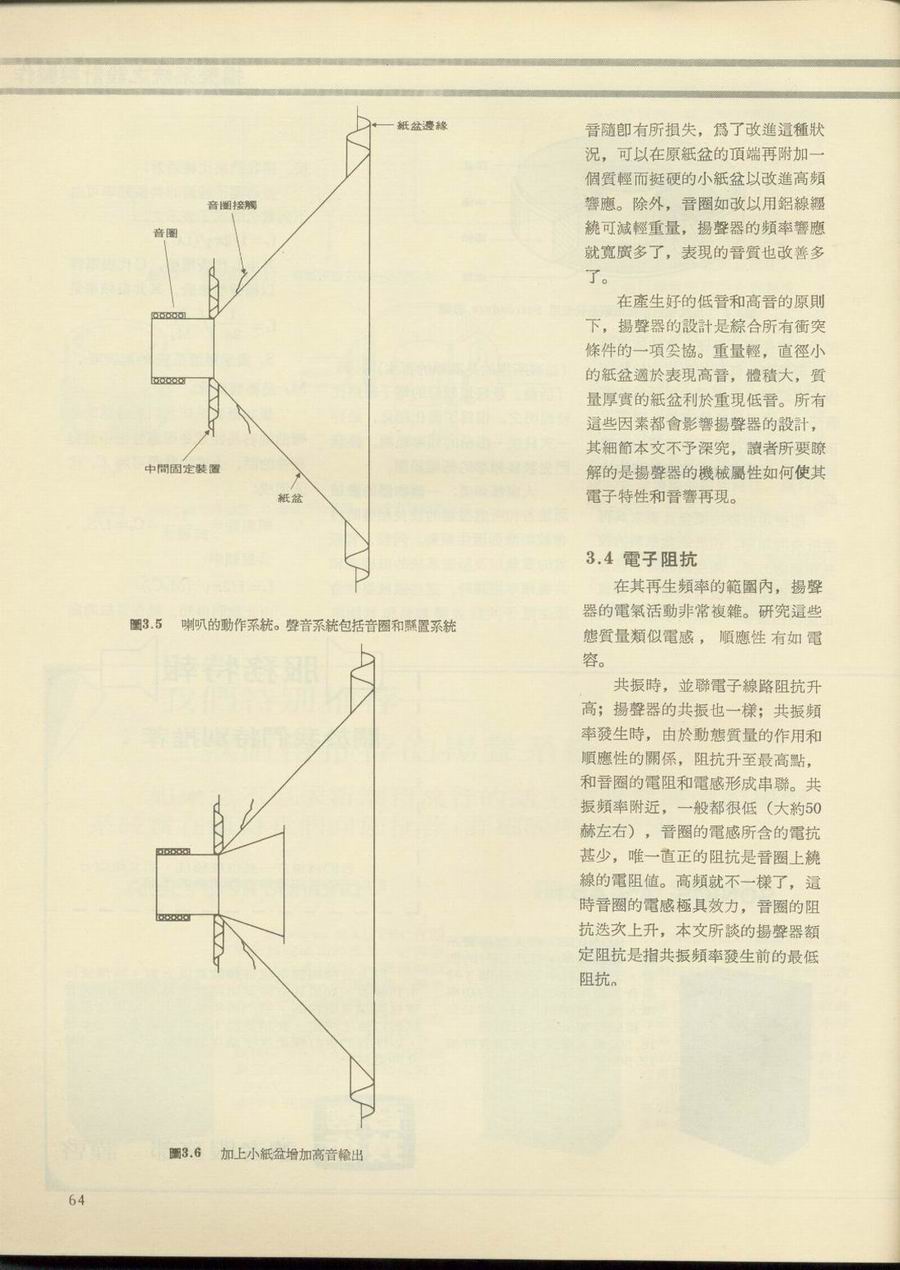 紙盆邊緣
音圈接觸
音圈
中間固定裝置
紙盆
圖3.5 喇叭的動作系統。聲音系統包括音圈和懸置系統
圖3.6 加上小紙盆增加高音輸出
音隨卽有所損失，爲了改進這種狀
況，可以在原紙盆的頂端再附加一
個質輕而挺硬的小紙盆以改進高頻
響應。除外，音圈如改以用鋁線纒
繞可減輕重量，揚聲器的頻率響應
就寬廣多了，表現的音質也改善多
了。
在產生好的低音和高音的原則
下，揚聲器的設計是綜合所有衝突
條件的一項妥協。重量輕，直徑小
的紙盆適於表現高音，體積大，質
量厚實的紙盆利於重現低音。所有
這些因素都會影響揚聲器的設計，
其細節本文不予深究，讀者所要瞭
解的是揚聲器的機械屬性如何使其
電子特性和音響再現。
3.4 電子阻抗
在其再生頻率的範圍內，揚聲
器的電氣活動非常複雜。研究這些
態質量類似電感，順應性有如電
容。
共振時，並聯電子線路阻抗升
高；揚聲器的共振也一樣；共振頻
率發生時，由於動態質量的作用和
順應性的關係，阻抗升至最高點，
和音圈的電阻和電感形成串聯。共
振頻率附近，一般都很低（大約50
赫左右），音圈的電感所含的電抗
甚少，唯一直正的阻抗是音圈上繞
線的電阻值。高頻就不一樣了，這
時音圈的電感極具效力，音圈的阻
抗迭次上升，本文所談的揚聲器額
定阻抗是指共振頻率發生前的最低
阻抗。
64